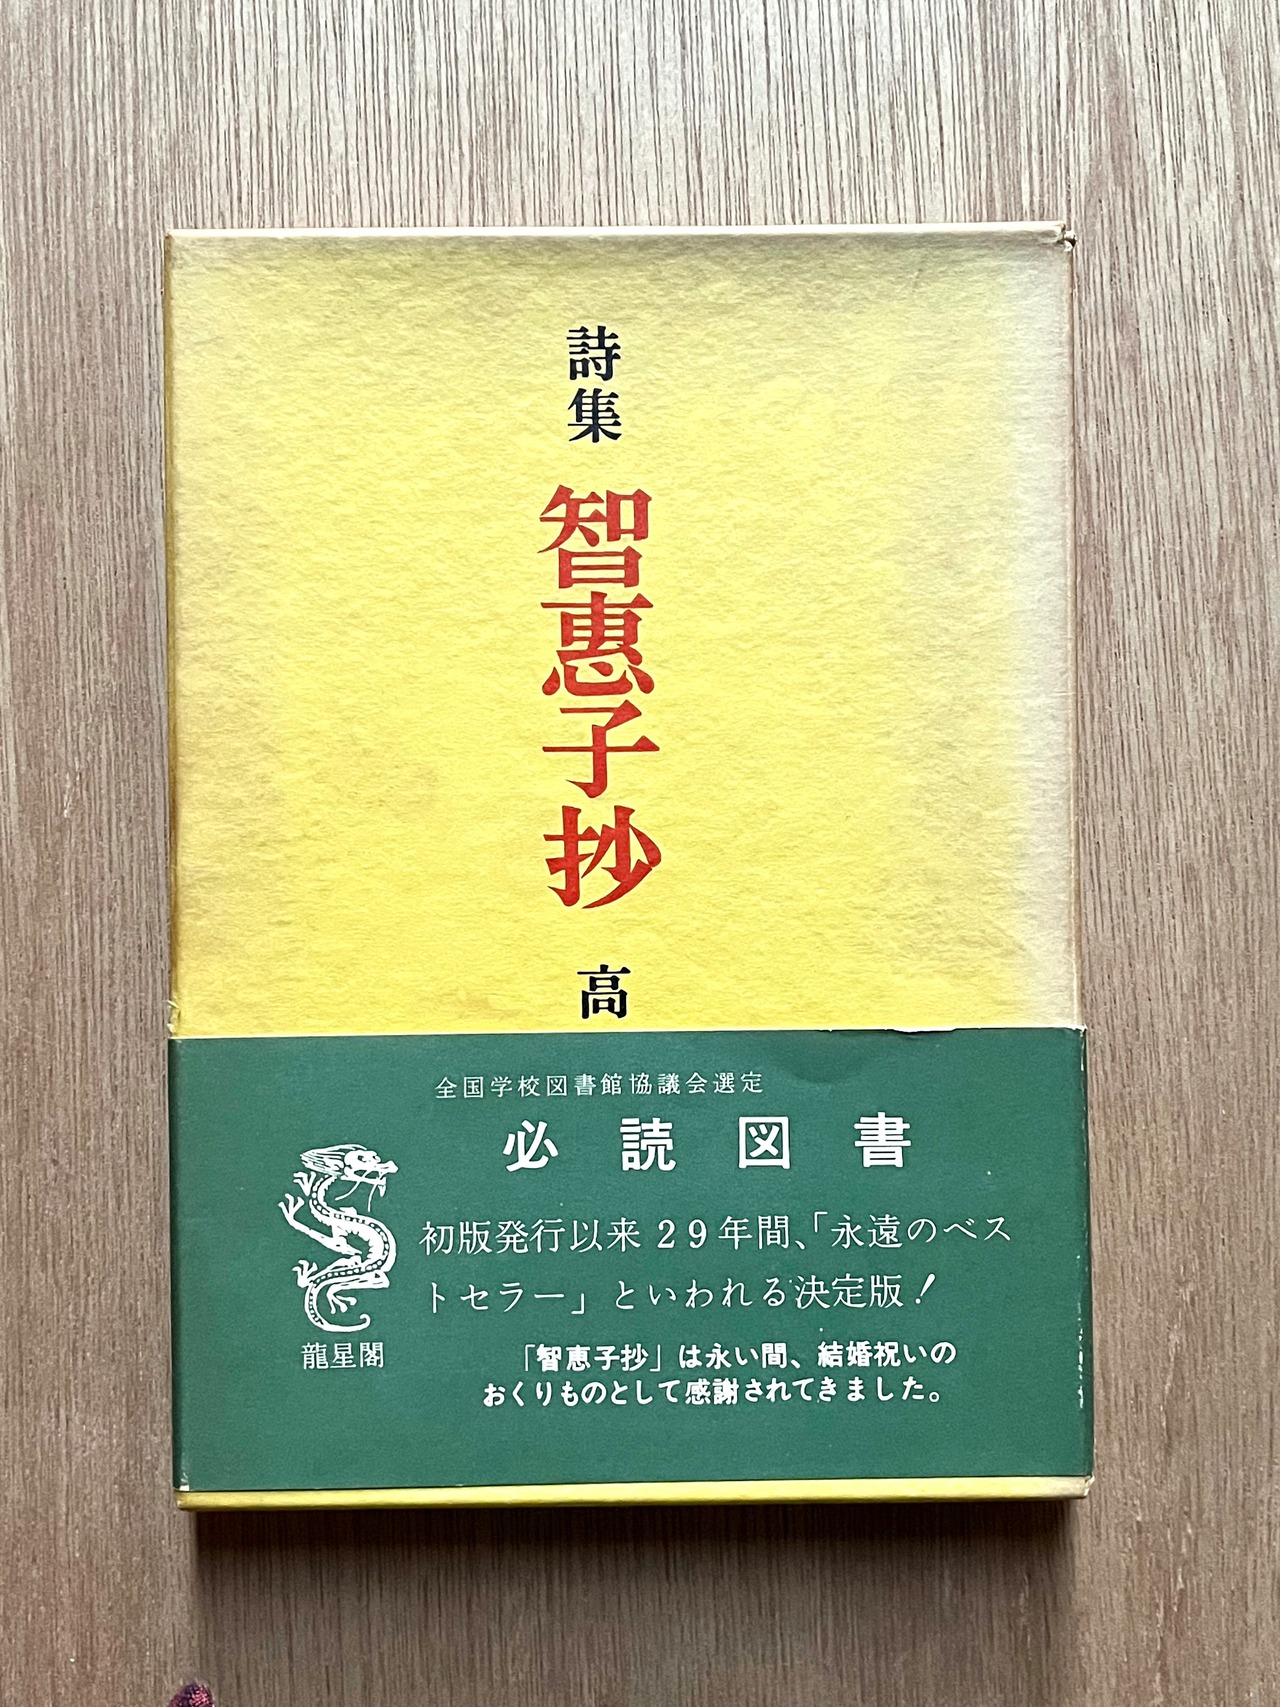 詩集 智恵子抄 高
全国学校図書館協議会選定
必読図書
初版発行以来29年間、「永遠のベス
トセラー」といわれる決定版!
「智恵子抄」は永い間、結婚祝いの
おくりものとして感謝されてきました。
龍星閣